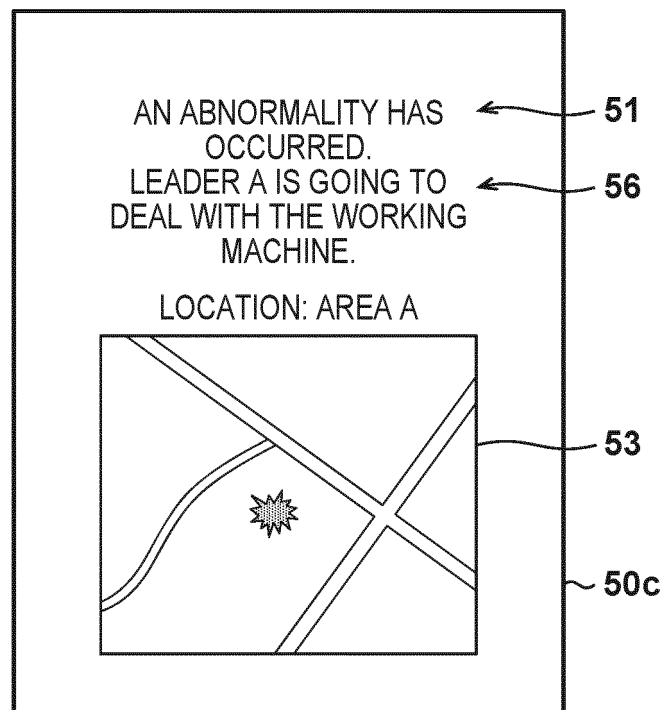 AN ABNORMALITY HAS
OCCURRED.
LEADER A IS GOING TO
DEAL WITH THE WORKING
MACHINE.
LOCATION: AREA A
51
56
53
50c